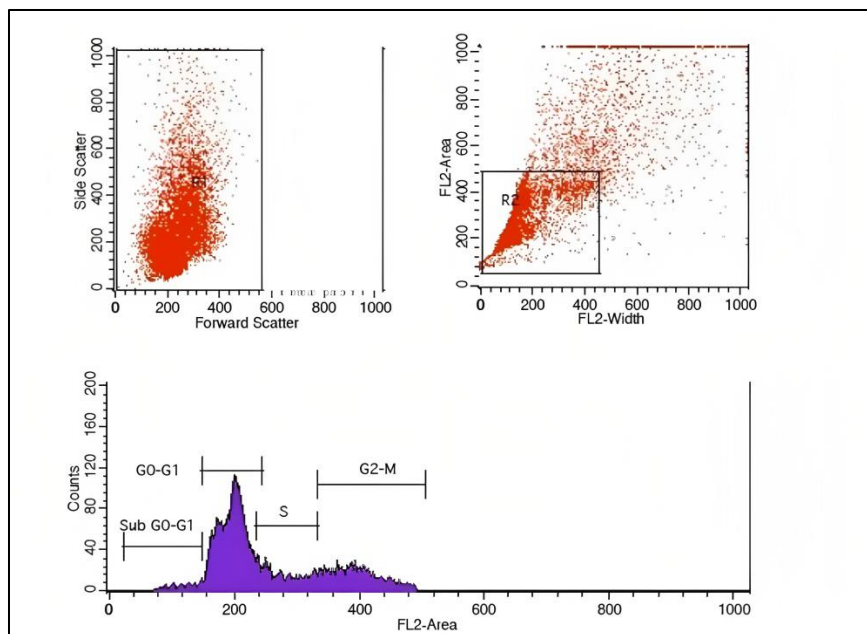 1000
800
600
400
200
0
Side Scatter
R1
0 200 400 600 800 1000
Forward Scatter
1000
800
600
400
200
0
FL2-Area
R2
0 200 400 600 800 1000
FL2-Width
200
160
120
80
40
0
Counts
G0-G1
G2-M
S
Sub G0-G1
0 200 400 600 800 1000
FL2-Area